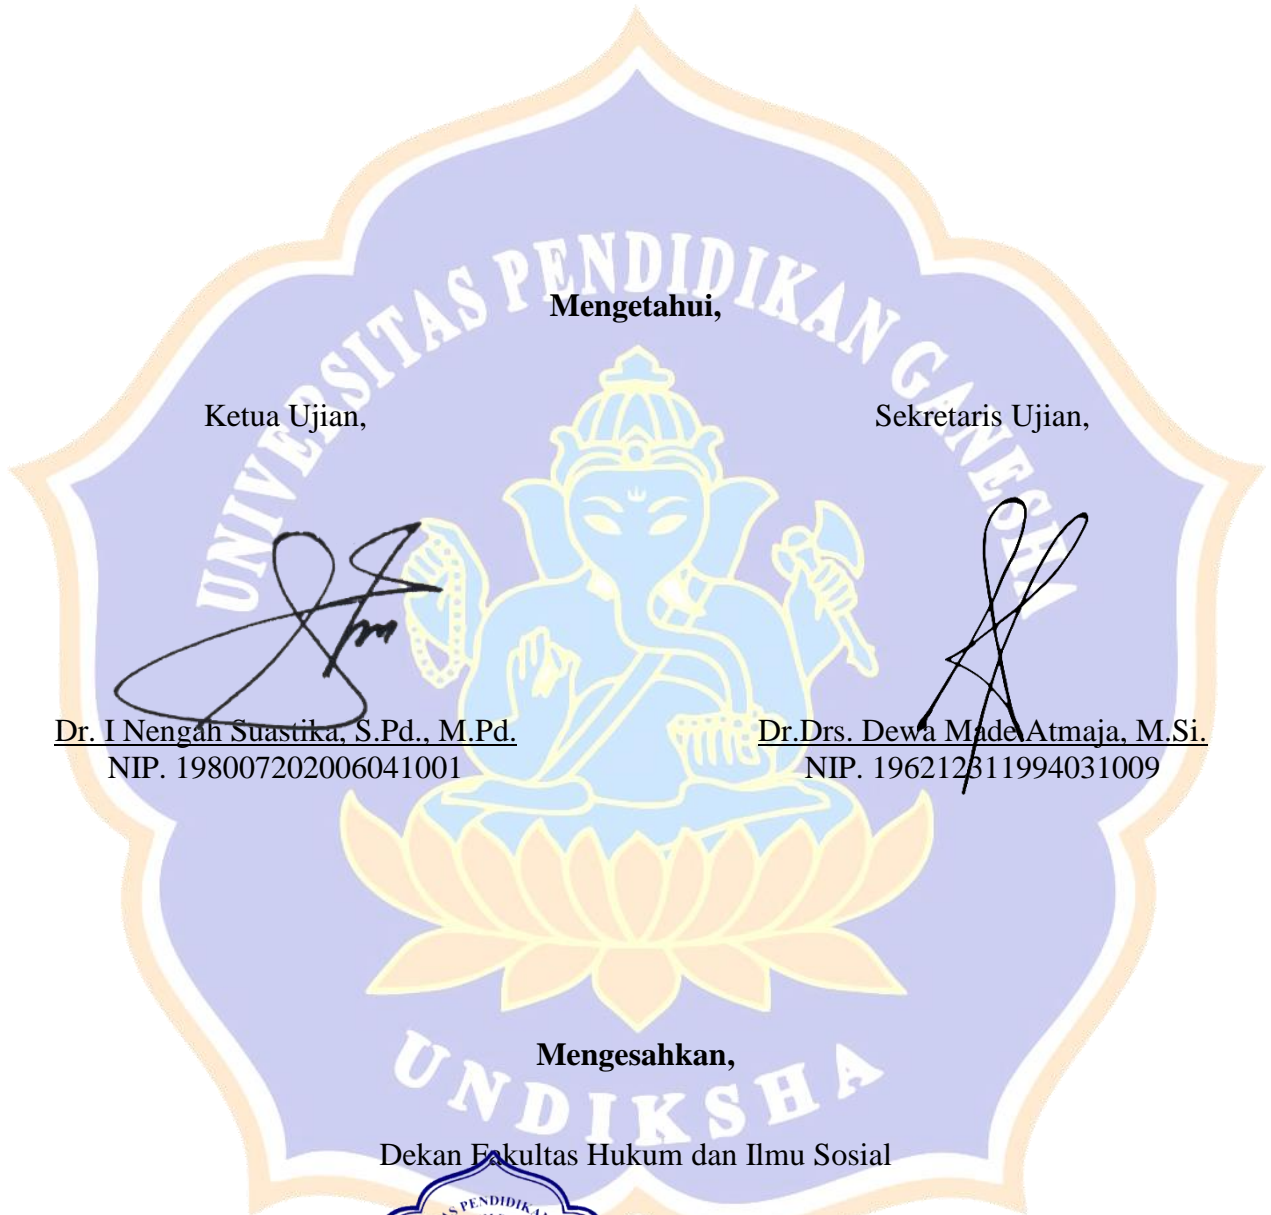 UNIVERSITAS PENDIDIKAN GANESHA
Mengetahui,
Ketua Ujian,
Sekretaris Ujian,
Dr. I Nengah Suastika, S.Pd., M.Pd.
Dr.Drs. Dewa Made Atmaja, M.Si.
NIP. 198007202006041001
NIP. 196212311994031009
Mengesahkan,
UNDIKSHA
Dekan Fakultas Hukum dan Ilmu Sosial